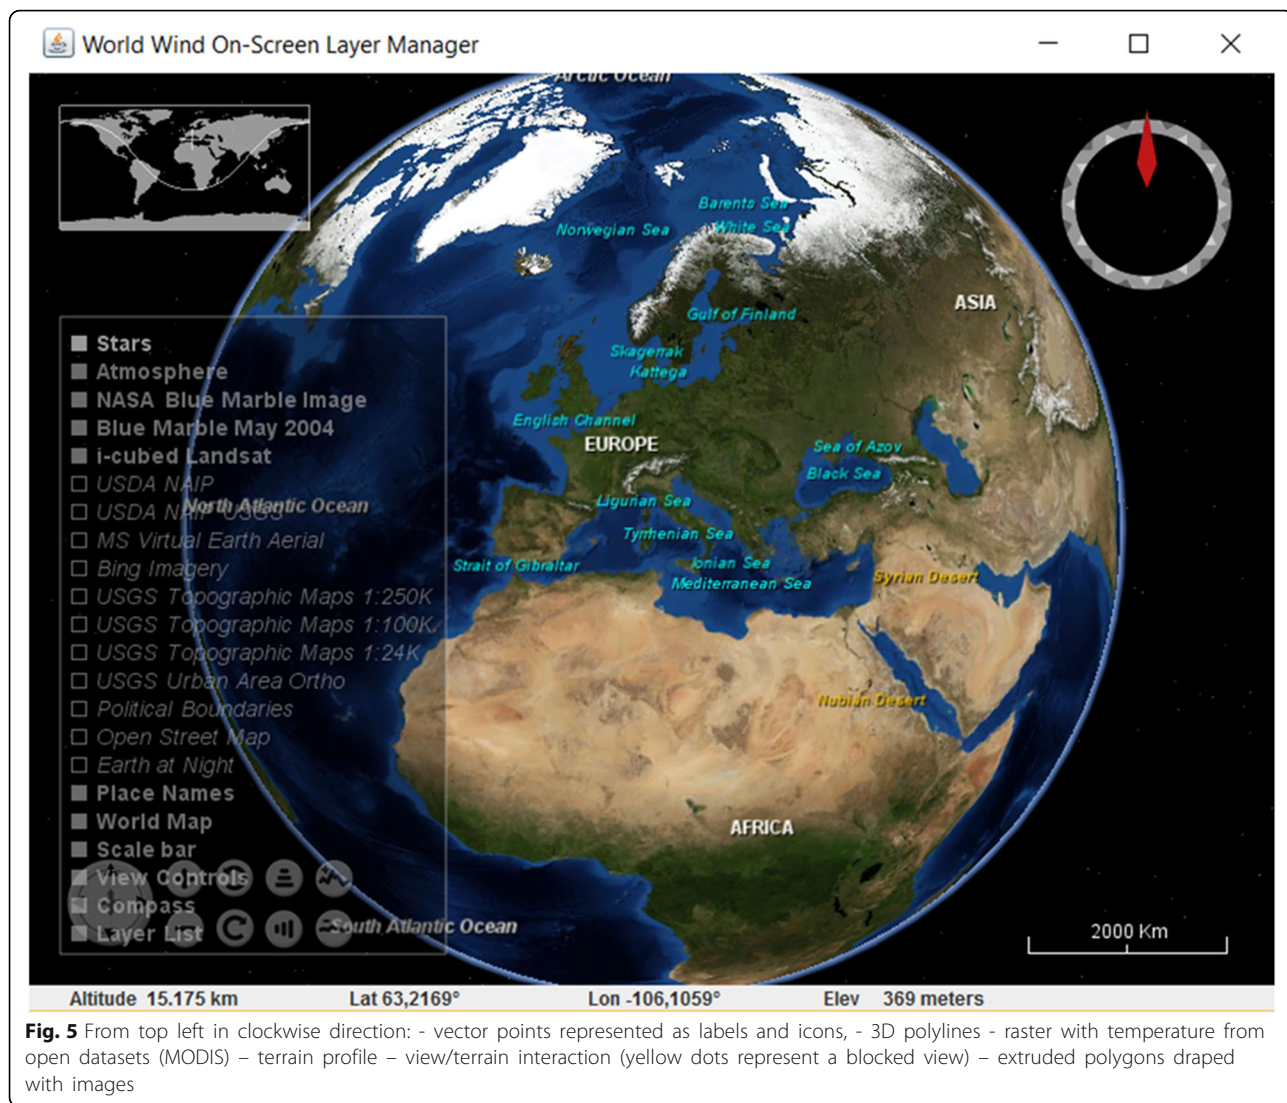 World Wind On-Screen Layer Manager
Arctic Ocean
Barents Sea
White Sea
Norwegian Sea
ASIA
Gulf of Finland
Skagerrak
Kattega
English Channel
EUROPE
Sea of Azov
Black Sea
Ligurian Sea
North Atlantic Ocean
Tyrrhenian Sea
Ionian Sea
Strait of Gibraltar
Mediterranean Sea
Syrian Desert
Nubian Desert
AFRICA
South Atlantic Ocean
Stars
Atmosphere
NASA Blue Marble Image
Blue Marble May 2004
i-cubed Landsat
USDA NAIP
USDA NAIP USGS
MS Virtual Earth Aerial
Bing Imagery
USGS Topographic Maps 1:250K
USGS Topographic Maps 1:100K
USGS Topographic Maps 1:24K
USGS Urban Area Ortho
Political Boundaries
Open Street Map
Earth at Night
Place Names
World Map
Scale bar
View Controls
Compass
Layer List
2000 Km
Altitude 15.175 km Lat 63,2169° Lon -106,1059° Elev 369 meters
Fig. 5 From top left in clockwise direction: - vector points represented as labels and icons, - 3D polylines - raster with temperature from
open datasets (MODIS) – terrain profile – view/terrain interaction (yellow dots represent a blocked view) – extruded polygons draped
with images